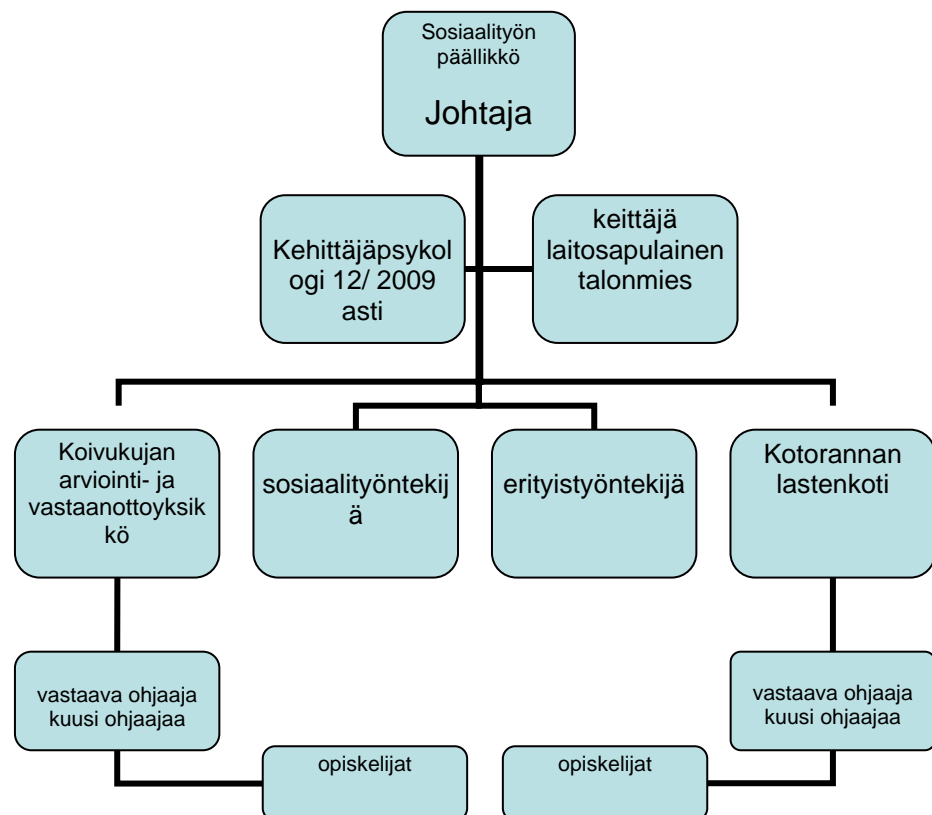 Sosiaalityön
päällikkö
Johtaja
Kehittäjäpsykol
ogi 12/ 2009
asti
keittäjä
laitosapulainen
talonmies
Koivukujan
arviointi- ja
vastaanottoyksik
kö
sosiaalityöntekij
ä
erityistyöntekijä
Kotorannan
lastenkoti
vastaava ohjaaja
kuusi ohjaajaa
vastaava ohjaaja
kuusi ohjaajaa
opiskelijat
opiskelijat